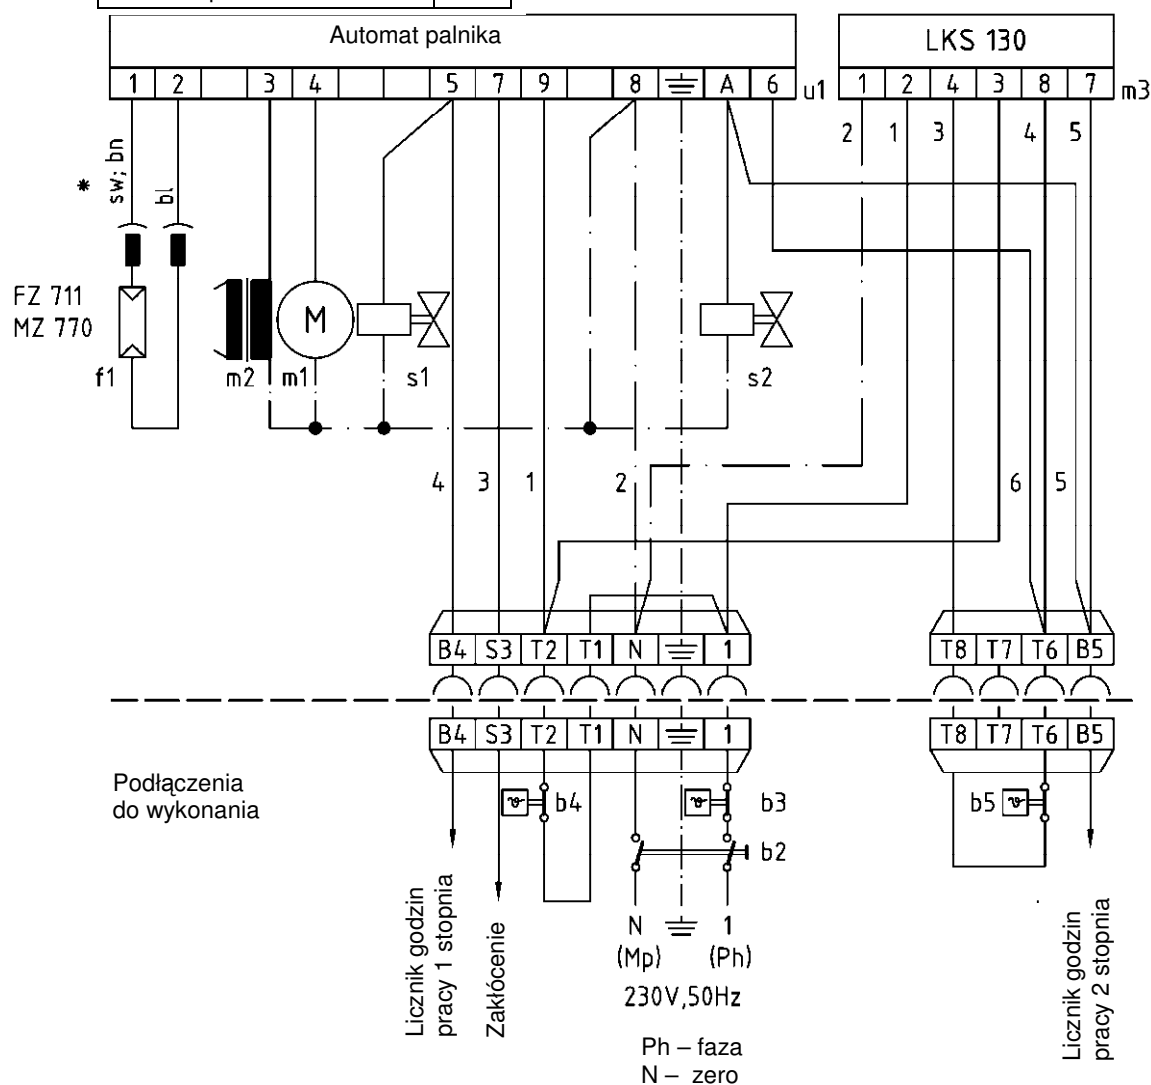 Automat palnika
LKS 130
1 2 3 4 5 7 9 8 A 6 u1
1 2 4 3 8 7 m3
2 1 3 4 5
*
sw; bn
bl
FZ 711
MZ 770
M
f1 m2 m1 s1 s2
4 3 1 2 6 5
B4 S3 T2 T1 N 1
T8 T7 T6 B5
B4 S3 T2 T1 N 1
T8 T7 T6 B5
Podłączenia
do wykonania
ϑ b4 ϑ b3 b5 ϑ
b2
Licznik godzin
pracy 1 stopnia
Zakłócenie
N 1
(Mp) (Ph)
230V,50Hz
Ph – faza
N – zero
Licznik godzin
pracy 2 stopnia